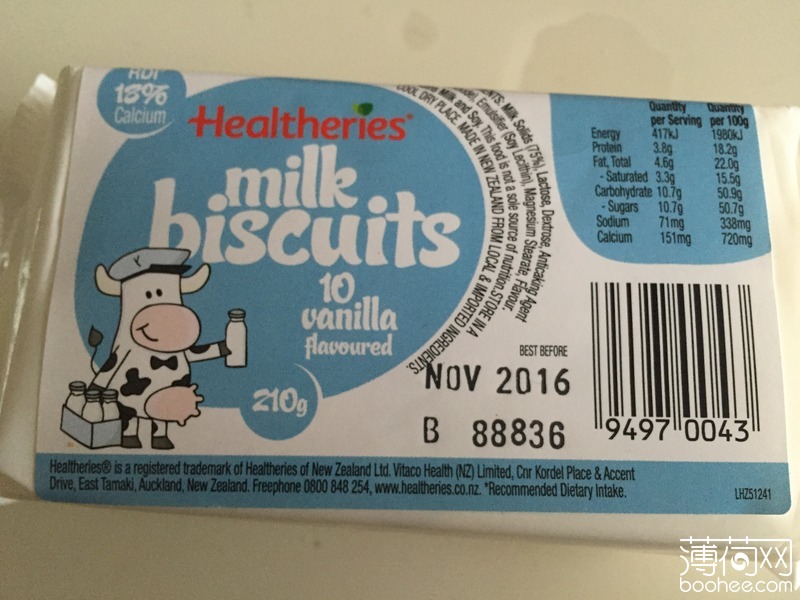 RDI*
13%
Calcium
Healtheries®
milk
biscuits
10
vanilla
flavoured
210g
Milk Solids (75%), Lactose, Dextrose, Anticaking Agent
Emulsifier (Soy Lecithin), Magnesium Stearate, Flavour.
Milk and Soy. This food is not a sole source of nutrition. STORE IN A
COOL DRY PLACE. MADE IN NEW ZEALAND FROM LOCAL & IMPORTED INGREDIENTS.
Quantity Quantity
per Serving per 100g
Energy 417kJ 1980kJ
Protein 3.8g 18.2g
Fat, Total 4.6g 22.0g
- Saturated 3.3g 15.5g
Carbohydrate 10.7g 50.9g
- Sugars 10.7g 50.7g
Sodium 71mg 338mg
Calcium 151mg 720mg
BEST BEFORE
NOV 2016
B 88836
9497 0043
Healtheries® is a registered trademark of Healtheries of New Zealand Ltd. Vitaco Health (NZ) Limited, Cnr Kordel Place & Accent
Drive, East Tamaki, Auckland, New Zealand. Freephone 0800 848 254, www.healtheries.co.nz. *Recommended Dietary Intake.
LHZ51241
薄荷网
boohee.com